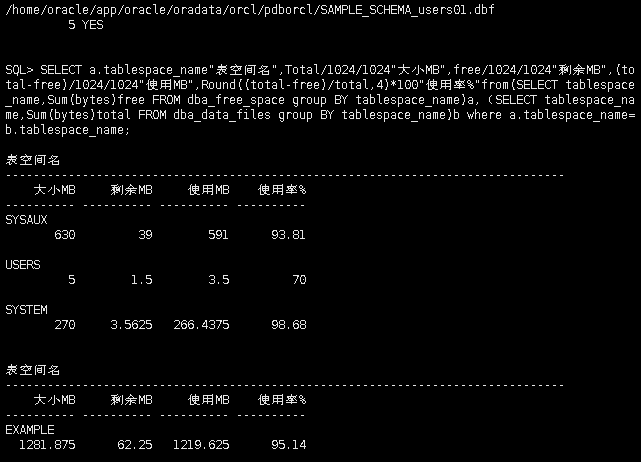 /home/oracle/app/oracle/oradata/orcl/pdborcl/SAMPLE_SCHEMA_users01.dbf
5 YES
SQL> SELECT a.tablespace_name"表空间名",Total/1024/1024"大小MB",free/1024/1024"剩余MB",(to
tal-free)/1024/1024"使用MB",Round((total-free)/total,4)*100"使用率%"from(SELECT tablespace
_name,Sum(bytes)free FROM dba_free_space group BY tablespace_name)a, (SELECT tablespace_na
me,Sum(bytes)total FROM dba_data_files group BY tablespace_name)b where a.tablespace_name=
b.tablespace_name;
表空间名
--------------------------------------------------------------------------------
大小MB 剩余MB 使用MB 使用率%
---------- ---------- ---------- ----------
SYSAUX
630 39 591 93.81
USERS
5 1.5 3.5 70
SYSTEM
270 3.5625 266.4375 98.68
表空间名
--------------------------------------------------------------------------------
大小MB 剩余MB 使用MB 使用率%
---------- ---------- ---------- ----------
EXAMPLE
1281.875 62.25 1219.625 95.14